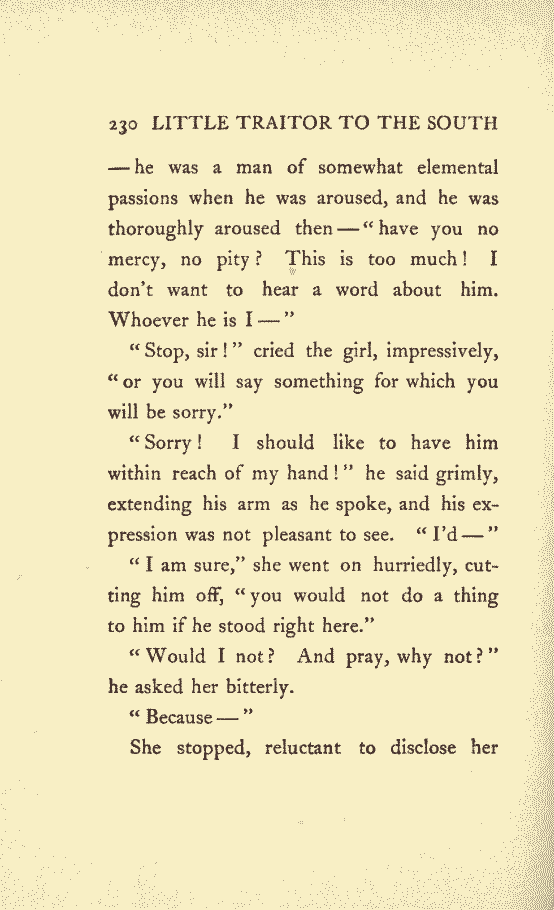 230 LITTLE TRAITOR TO THE SOUTH
— he was a man of somewhat elemental
passions when he was aroused, and he was
thoroughly aroused then — “ have you no
mercy, no pity ? This is too much ! I
don’t want to hear a word about him.
Whoever he is I — ”
“ Stop, sir ! ” cried the girl, impressively,
“ or you will say something for which you
will be sorry.”
“ Sorry ! I should like to have him
within reach of my hand ! ” he said grimly,
extending his arm as he spoke, and his ex-
pression was not pleasant to see. “ I’d — ”
“ I am sure,” she went on hurriedly, cut-
ting him off, “ you would not do a thing
to him if he stood right here.”
“ Would I not ? And pray, why not ? ”
he asked her bitterly.
“ Because — ”
She stopped, reluctant to disclose her